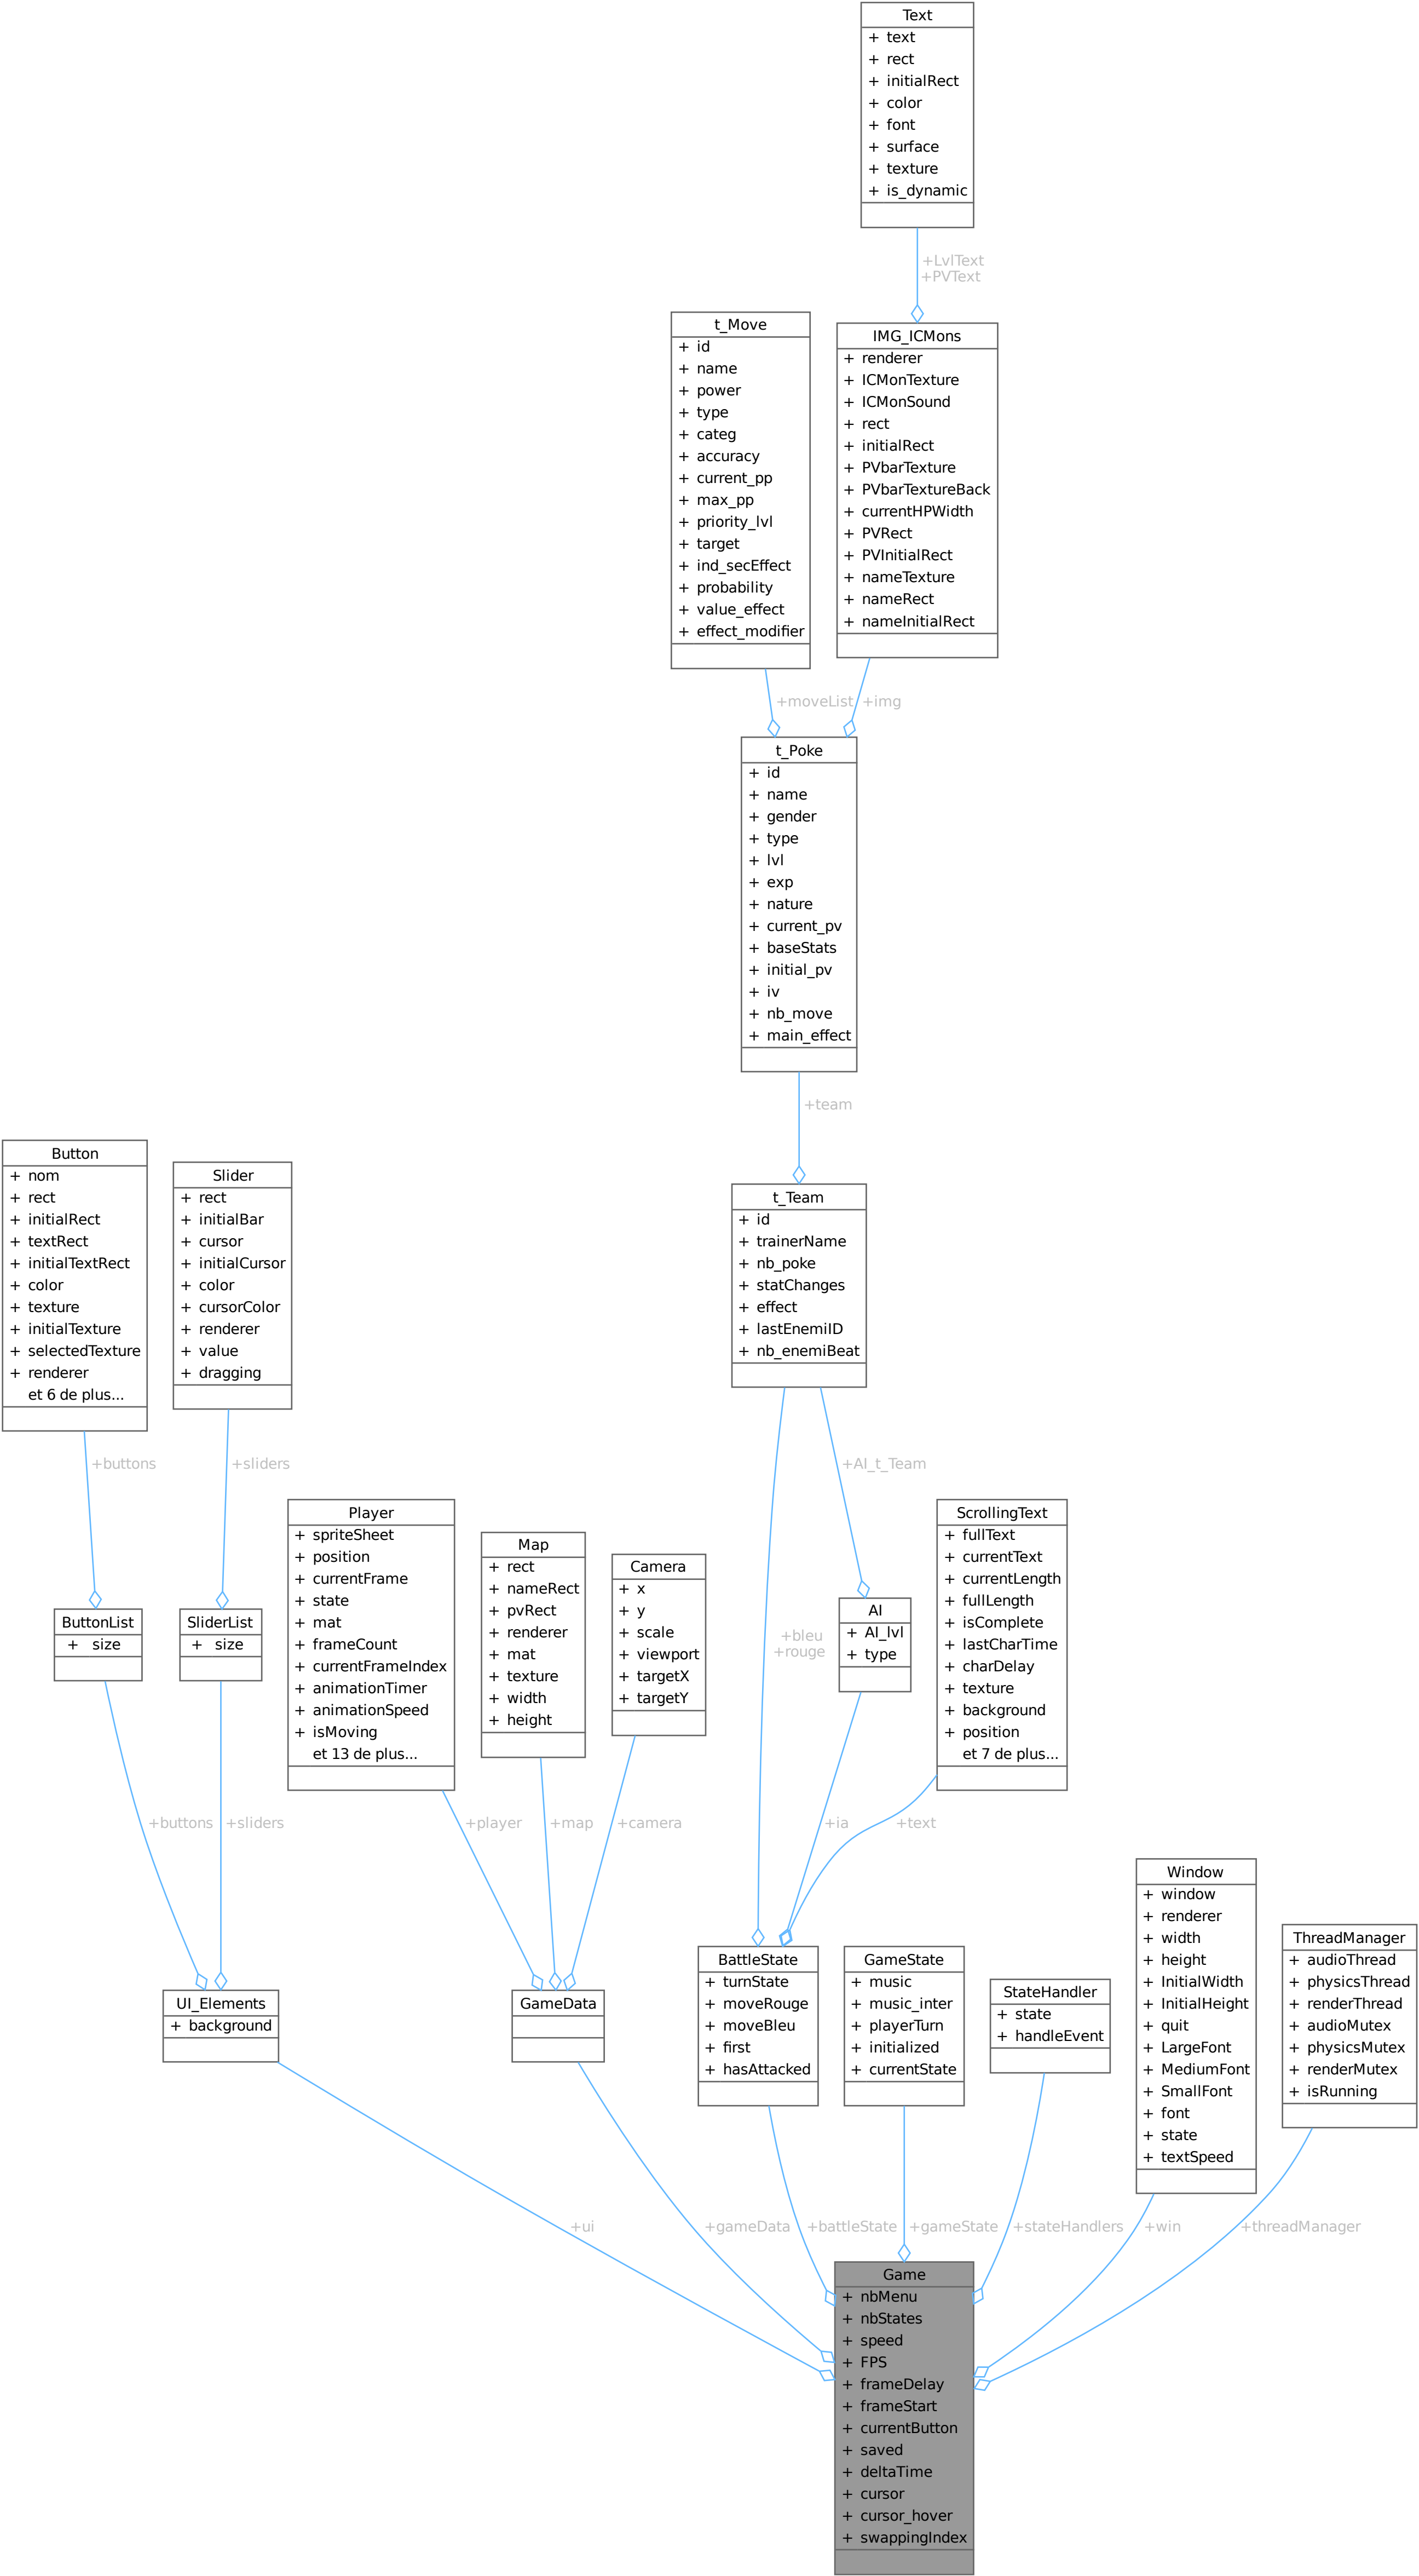 Text
+ text
+ rect
+ initialRect
+ color
+ font
+ surface
+ texture
+ is_dynamic
+LvlText
+PVText
t_Move
+ id
+ name
+ power
+ type
+ categ
+ accuracy
+ current_pp
+ max_pp
+ priority_lvl
+ target
+ ind_secEffect
+ probability
+ value_effect
+ effect_modifier
IMG_ICMons
+ renderer
+ ICMonTexture
+ ICMonSound
+ rect
+ initialRect
+ PVbarTexture
+ PVbarTextureBack
+ currentHPWidth
+ PVRect
+ PVInitialRect
+ nameTexture
+ nameRect
+ nameInitialRect
+moveList
+img
t_Poke
+ id
+ name
+ gender
+ type
+ lvl
+ exp
+ nature
+ current_pv
+ baseStats
+ initial_pv
+ iv
+ nb_move
+ main_effect
+team
Button
+ nom
+ rect
+ initialRect
+ textRect
+ initialTextRect
+ color
+ texture
+ initialTexture
+ selectedTexture
+ renderer
et 6 de plus...
Slider
+ rect
+ initialBar
+ cursor
+ initialCursor
+ color
+ cursorColor
+ renderer
+ value
+ dragging
t_Team
+ id
+ trainerName
+ nb_poke
+ statChanges
+ effect
+ lastEnemiID
+ nb_enemiBeat
+buttons
+sliders
+AI_t_Team
Player
+ spriteSheet
+ position
+ currentFrame
+ state
+ mat
+ frameCount
+ currentFrameIndex
+ animationTimer
+ animationSpeed
+ isMoving
et 13 de plus...
Map
+ rect
+ nameRect
+ pvRect
+ renderer
+ mat
+ texture
+ width
+ height
Camera
+ x
+ y
+ scale
+ viewport
+ targetX
+ targetY
ScrollingText
+ fullText
+ currentText
+ currentLength
+ fullLength
+ isComplete
+ lastCharTime
+ charDelay
+ texture
+ background
+ position
et 7 de plus...
ButtonList
+ size
SliderList
+ size
AI
+ AI_lvl
+ type
+bleu
+rouge
+buttons
+sliders
+player
+map
+camera
+ia
+text
UI_Elements
+ background
GameData
BattleState
+ turnState
+ moveRouge
+ moveBleu
+ first
+ hasAttacked
GameState
+ music
+ music_inter
+ playerTurn
+ initialized
+ currentState
StateHandler
+ state
+ handleEvent
Window
+ window
+ renderer
+ width
+ height
+ InitialWidth
+ InitialHeight
+ quit
+ LargeFont
+ MediumFont
+ SmallFont
+ font
+ state
+ textSpeed
ThreadManager
+ audioThread
+ physicsThread
+ renderThread
+ audioMutex
+ physicsMutex
+ renderMutex
+ isRunning
+ui
+gameData
+battleState
+gameState
+stateHandlers
+win
+threadManager
Game
+ nbMenu
+ nbStates
+ speed
+ FPS
+ frameDelay
+ frameStart
+ currentButton
+ saved
+ deltaTime
+ cursor
+ cursor_hover
+ swappingIndex